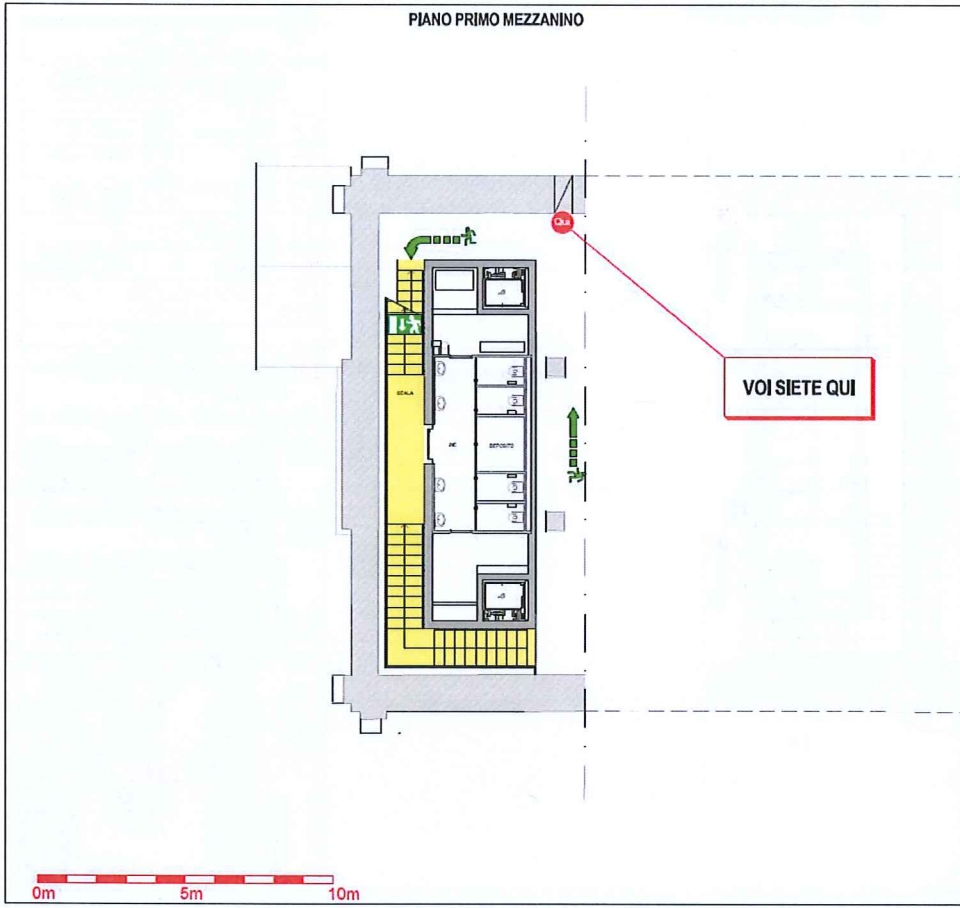 PIANO PRIMO MEZZANINO
Qui
VOI SIETE QUI
SCALA
WC
DEPOSITO
0m 5m 10m